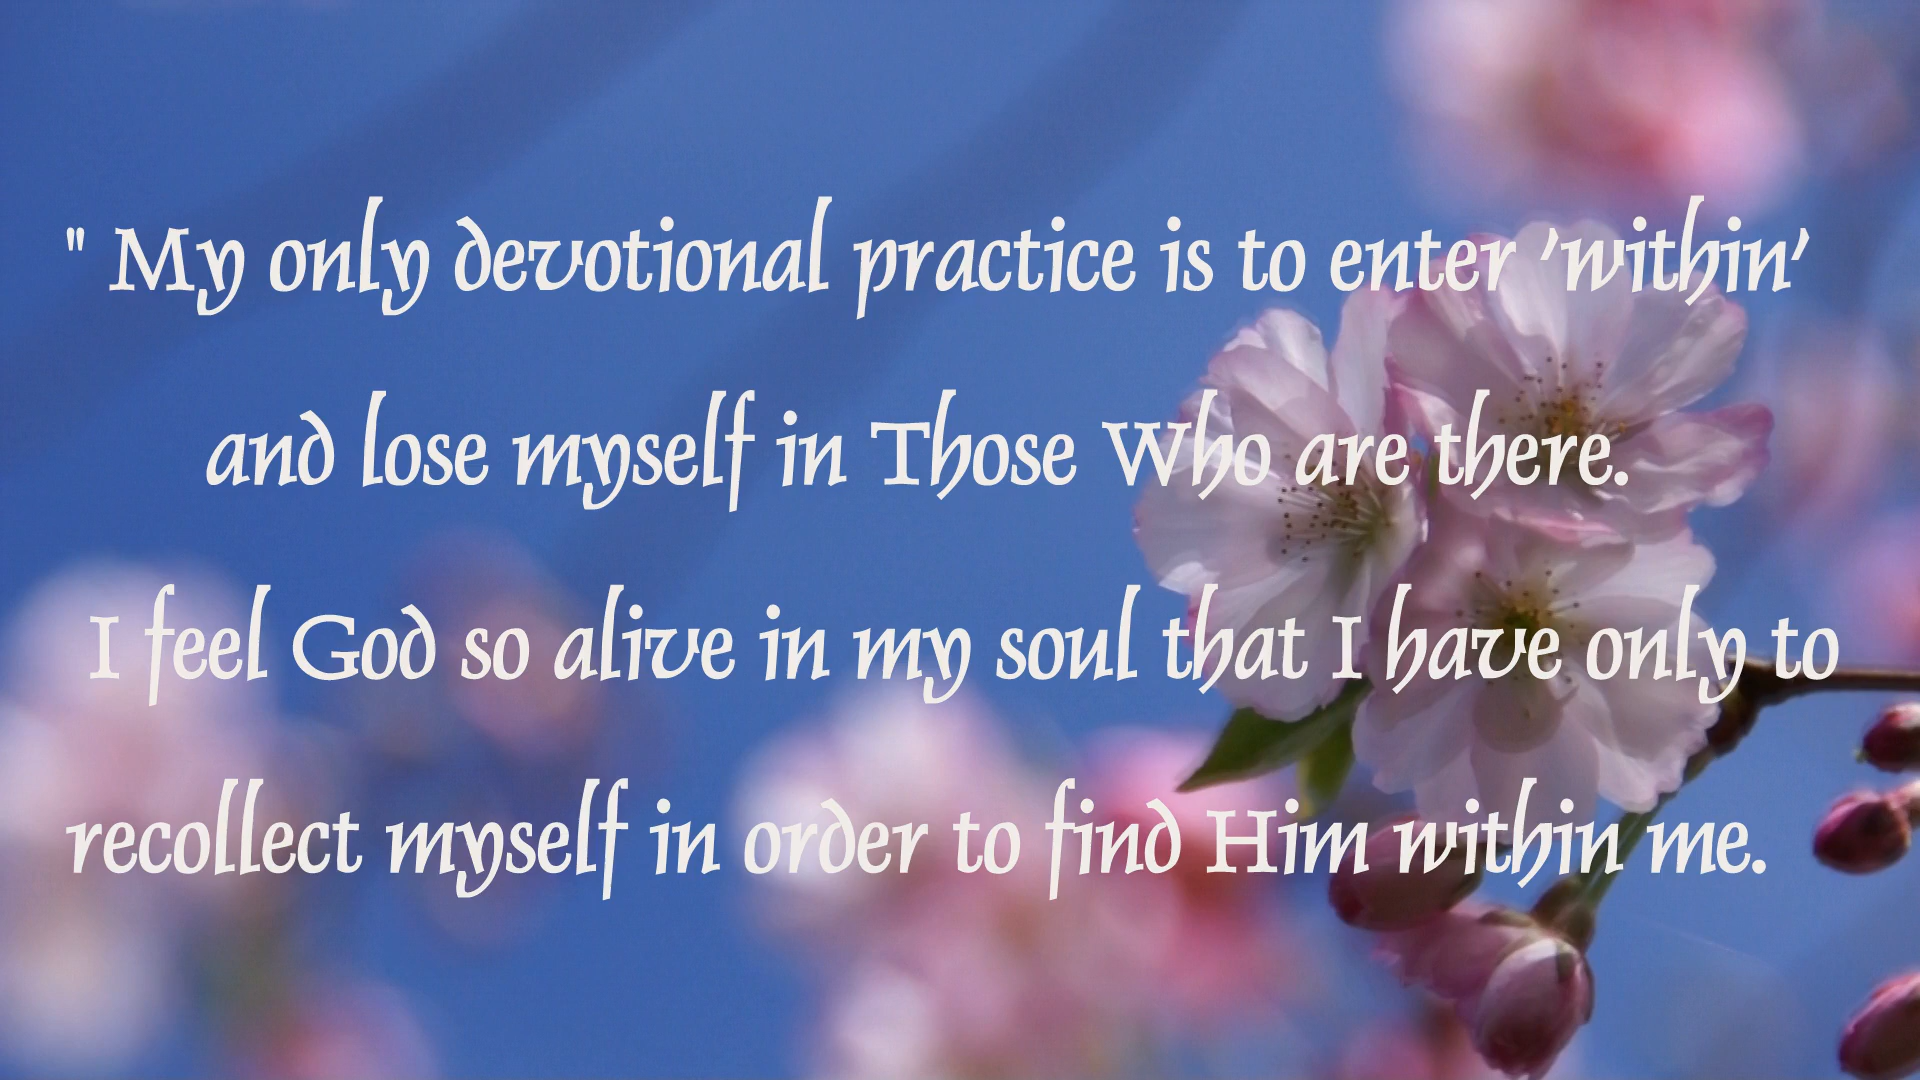 " My only devotional practice is to enter 'within'
and lose myself in Those Who are there.
I feel God so alive in my soul that I have only to
recollect myself in order to find Him within me.